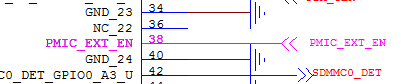 GND_23 34
NC_22 36
PMIC_EXT_EN 38 PMIC_EXT_EN
GND_24 40
C0_DET_GPIO0_A3_U 42 SDMMC0_DET